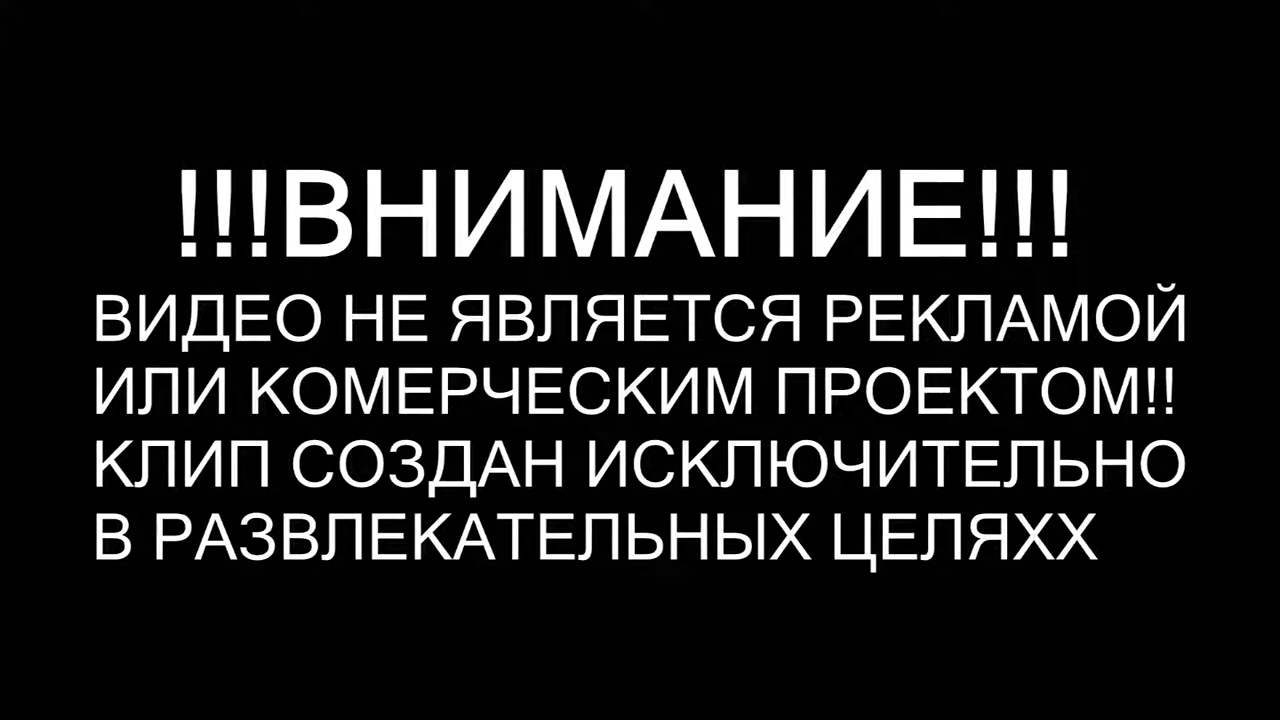 !!!ВНИМАНИЕ!!!
ВИДЕО НЕ ЯВЛЯЕТСЯ РЕКЛАМОЙ
ИЛИ КОМЕРЧЕСКИМ ПРОЕКТОМ!!
КЛИП СОЗДАН ИСКЛЮЧИТЕЛЬНО
В РАЗВЛЕКАТЕЛЬНЫХ ЦЕЛЯХХ